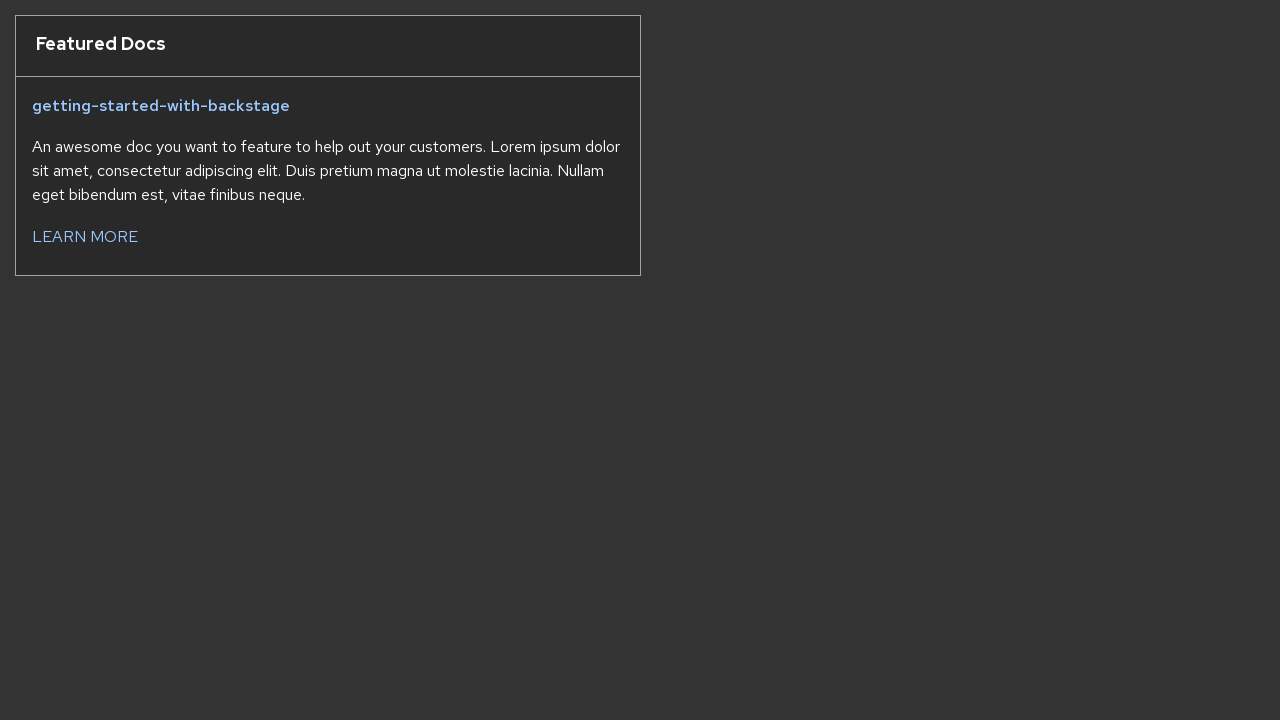 Featured Docs
getting-started-with-backstage
An awesome doc you want to feature to help out your customers. Lorem ipsum dolor
sit amet, consectetur adipiscing elit. Duis pretium magna ut molestie lacinia. Nullam
eget bibendum est, vitae finibus neque.
LEARN MORE